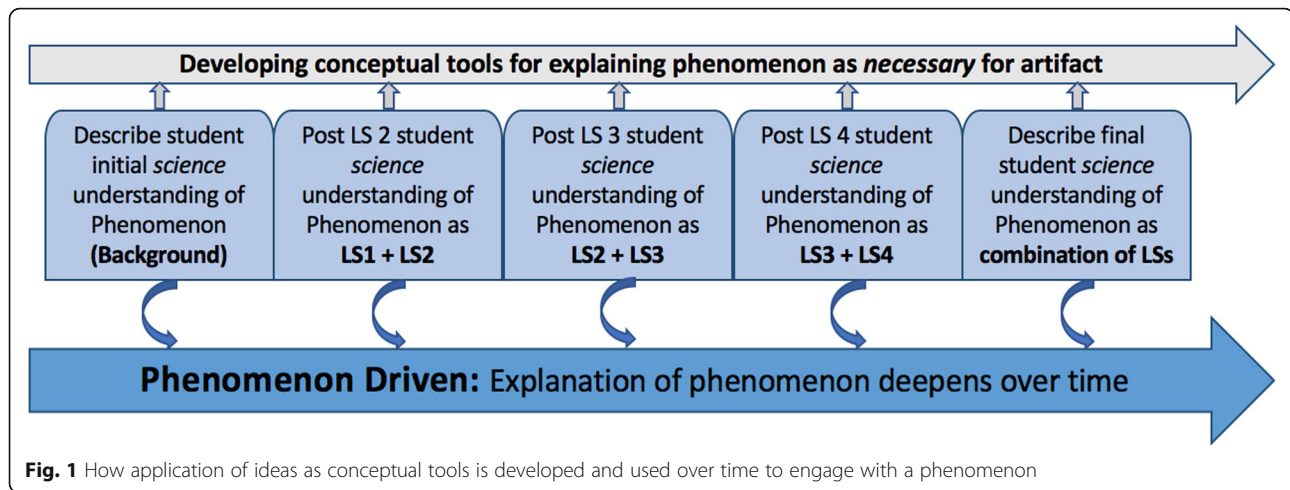 Developing conceptual tools for explaining phenomenon as necessary for artifact
Describe student
initial science
understanding of
Phenomenon
(Background)
Post LS 2 student
science
understanding of
Phenomenon as
LS1 + LS2
Post LS 3 student
science
understanding of
Phenomenon as
LS2 + LS3
Post LS 4 student
science
understanding of
Phenomenon as
LS3 + LS4
Describe final
student science
understanding of
Phenomenon as
combination of LSs
Phenomenon Driven: Explanation of phenomenon deepens over time
Fig. 1 How application of ideas as conceptual tools is developed and used over time to engage with a phenomenon